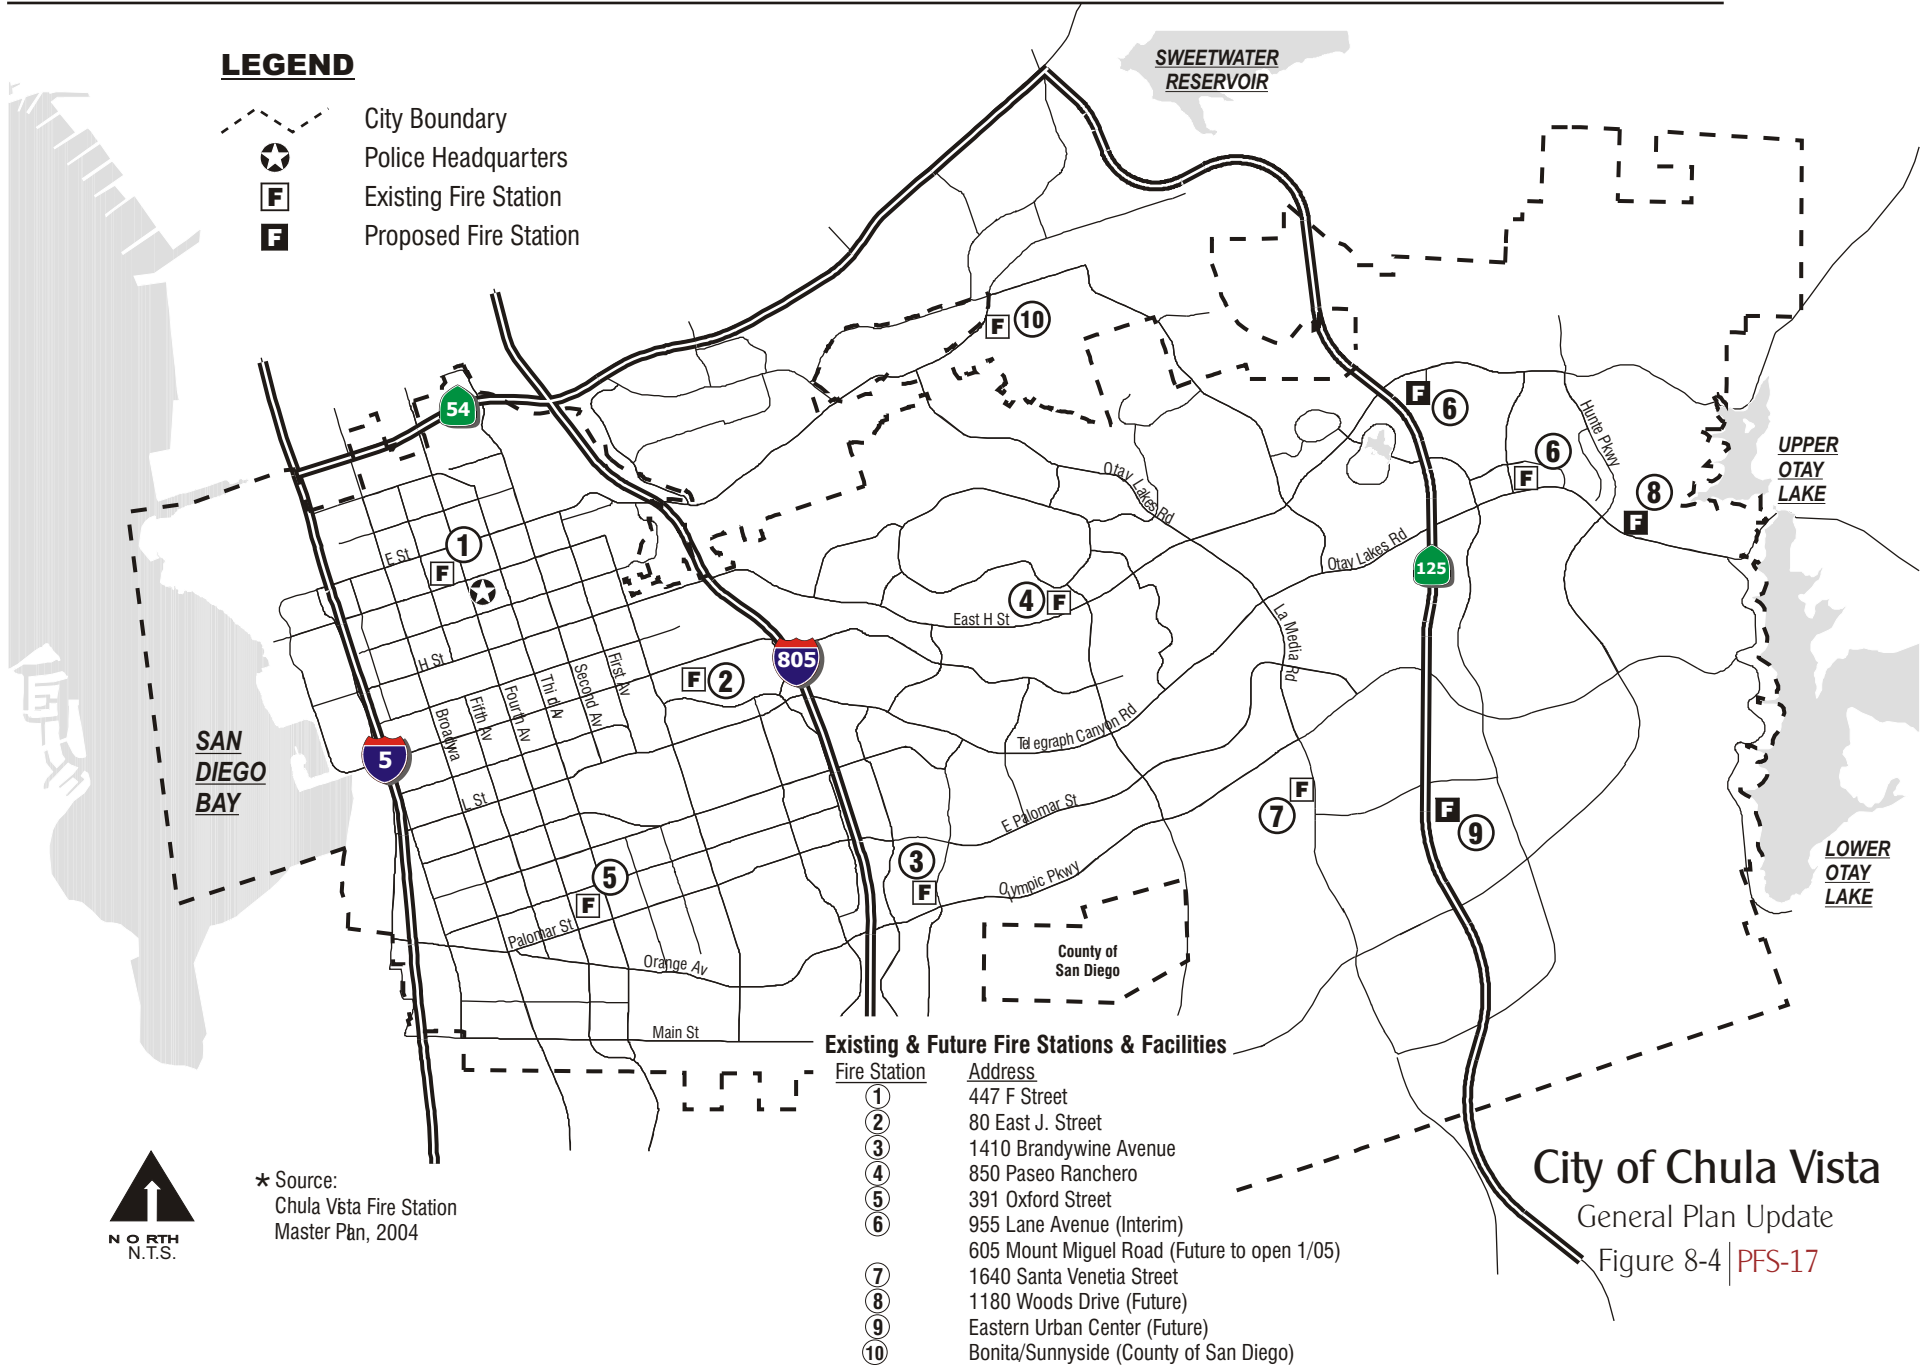 SWEETWATER
RESERVOIR
LEGEND
City Boundary
Police Headquarters
F Existing Fire Station
F Proposed Fire Station
F 10
54
F 6
Hunte Pkwy
6
F
8
F
UPPER
OTAY
LAKE
Otay Lakes Rd
Otay Lakes Rd
125
E St
1
F
4 F
East H St
La Media Rd
H St
F 2
805
First Av
Second Av
Thi d Av
Fourth Av
Fifth Av
Broadwa
Telegraph Canyon Rd
SAN
DIEGO
BAY
5
L St
E Palomar St
F
7
F
9
3
F
5
F
Olympic Pkwy
LOWER
OTAY
LAKE
Palomar St
Orange Av
County of
San Diego
Main St
Existing & Future Fire Stations & Facilities
Fire Station Address
1 447 F Street
2 80 East J. Street
3 1410 Brandywine Avenue
4 850 Paseo Ranchero
5 391 Oxford Street
6 955 Lane Avenue (Interim)
605 Mount Miguel Road (Future to open 1/05)
7 1640 Santa Venetia Street
8 1180 Woods Drive (Future)
9 Eastern Urban Center (Future)
10 Bonita/Sunnyside (County of San Diego)
NORTH
N.T.S.
* Source:
Chula Vista Fire Station
Master Plan, 2004
City of Chula Vista
General Plan Update
Figure 8-4 | PFS-17